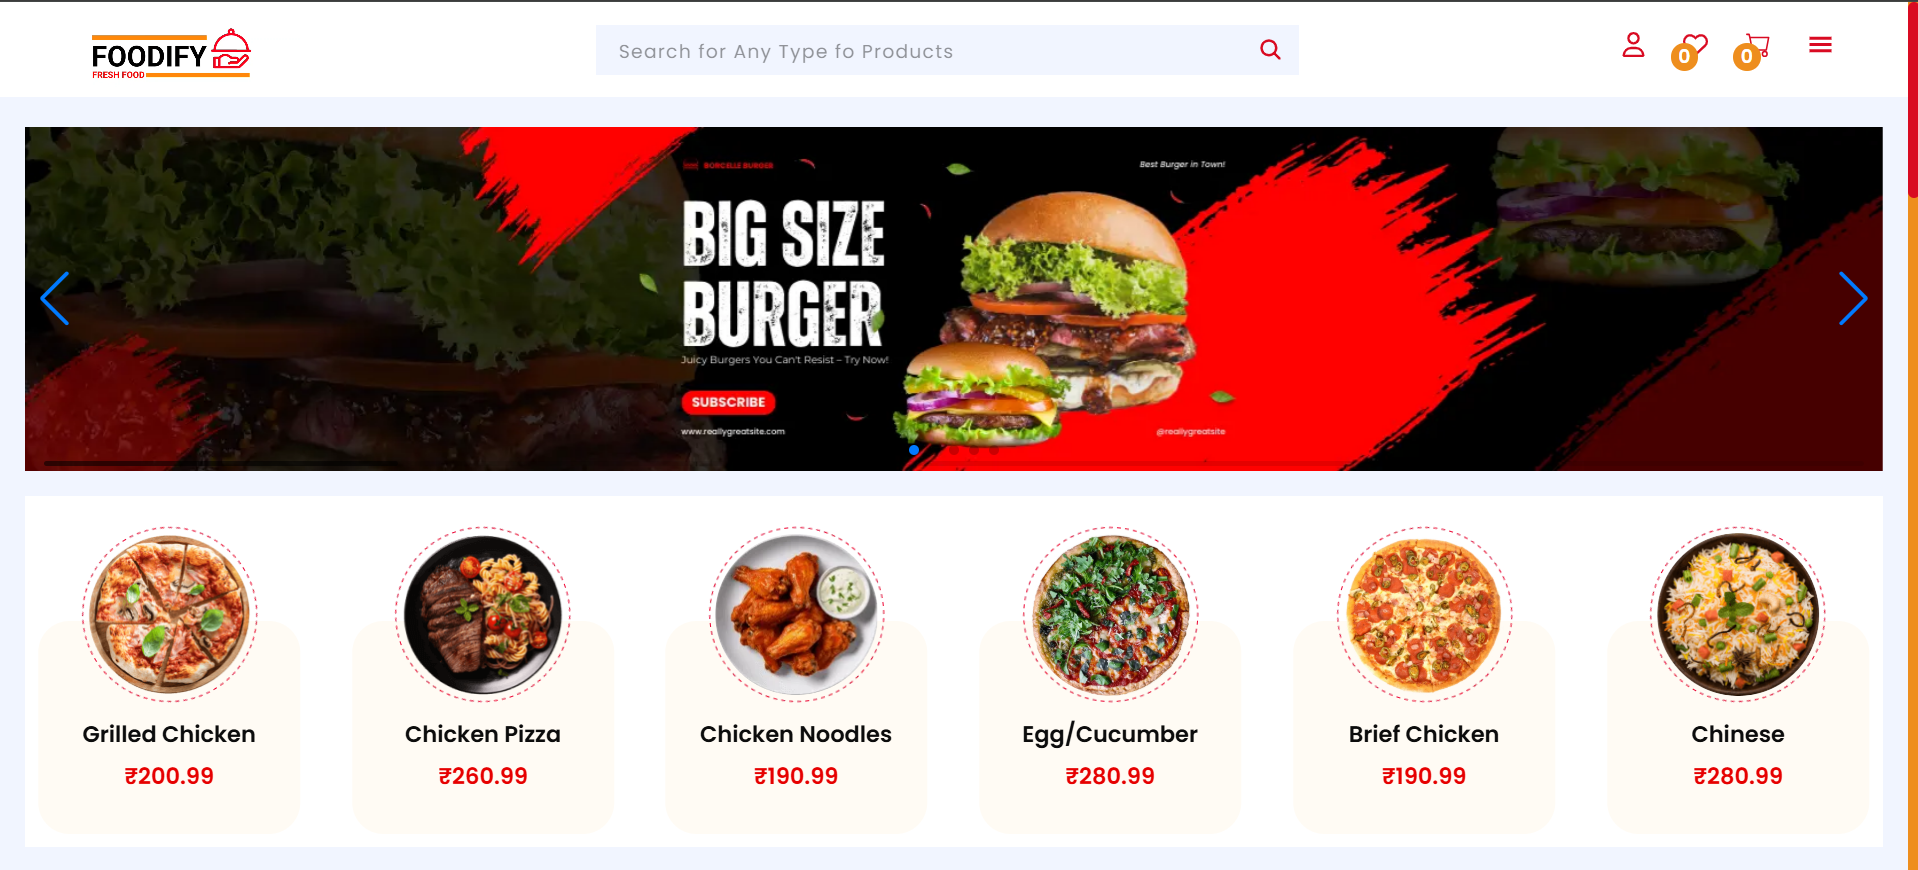 FOODIFY
FRESH FOOD
Search for Any Type fo Products
0
0
BORCELLE BURGER
Best Burger in Town!
BIG SIZE
BURGER
Juicy Burgers You Can't Resist – Try Now!
SUBSCRIBE
www.reallygreatsite.com
@reallygreatsite
Grilled Chicken
₹200.99
Chicken Pizza
₹260.99
Chicken Noodles
₹190.99
Egg/Cucumber
₹280.99
Brief Chicken
₹190.99
Chinese
₹280.99